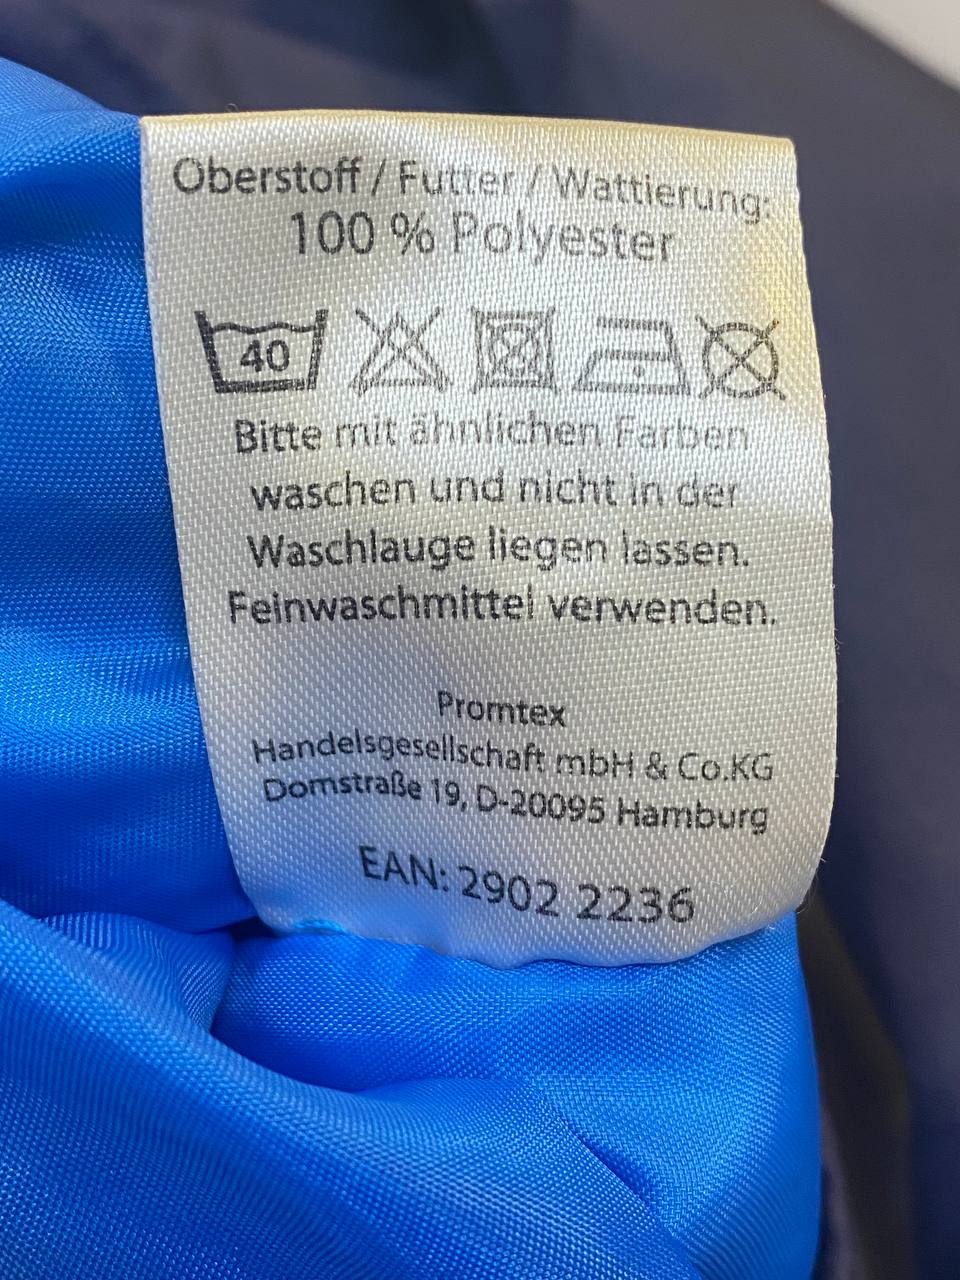 Oberstoff / Futter / Wattierung:
100 % Polyester
40
Bitte mit ähnlichen Farben
waschen und nicht in der
Waschlauge liegen lassen.
Feinwaschmittel verwenden.
Promtex
Handelsgesellschaft mbH & Co.KG
Domstraße 19, D-20095 Hamburg
EAN: 2902 2236